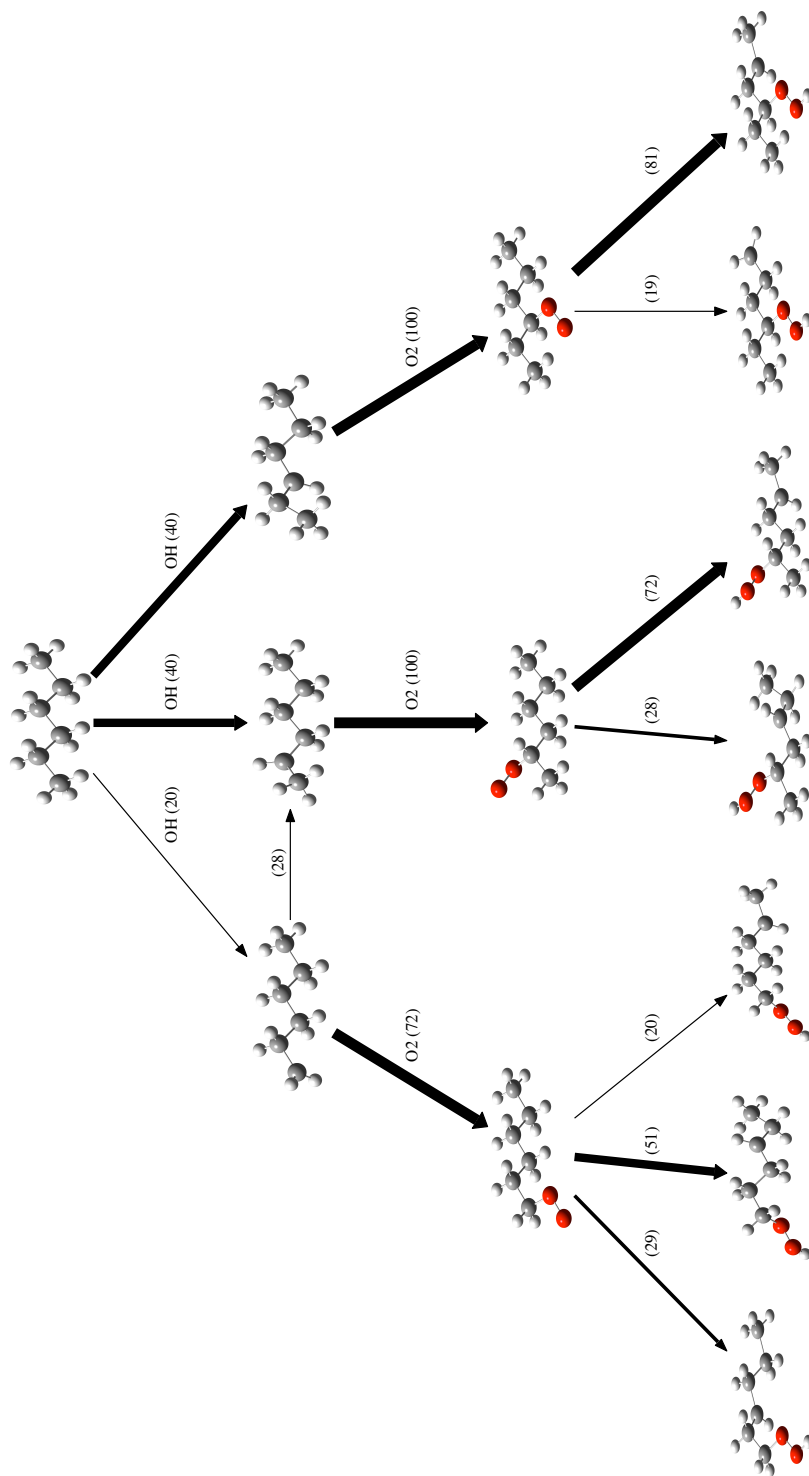 OH (20)
OH (40)
OH (40)
(28)
O2 (72)
O2 (100)
O2 (100)
(29)
(51)
(20)
(28)
(72)
(19)
(81)